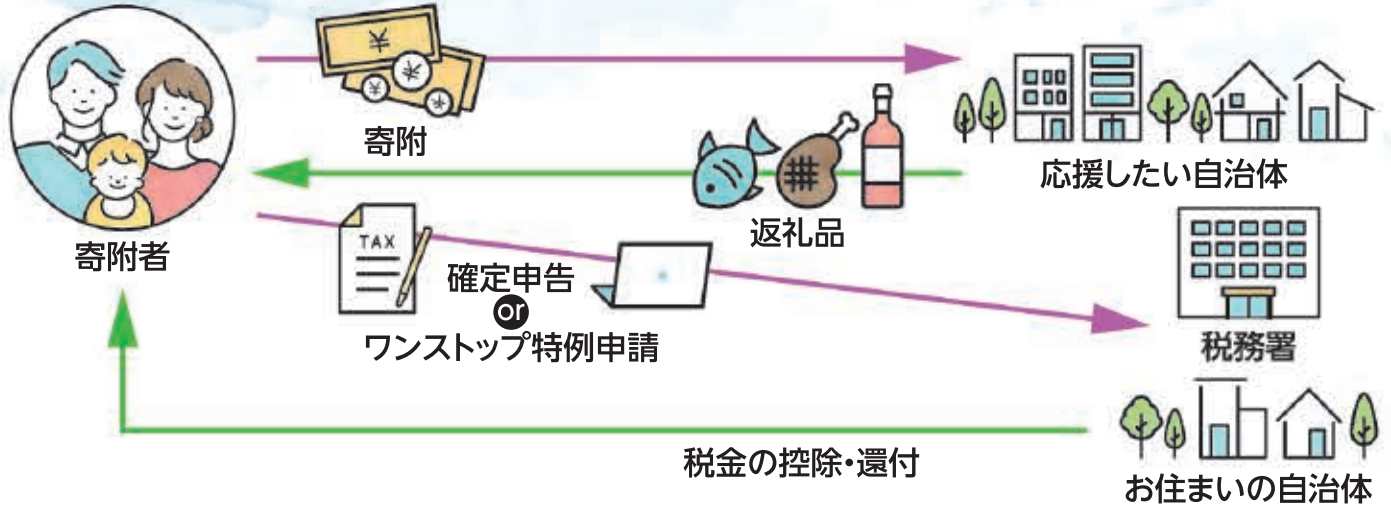 寄附
応援したい自治体
返礼品
寄附者
TAX
確定申告
or
ワンストップ特例申請
税務署
税金の控除・還付
お住まいの自治体